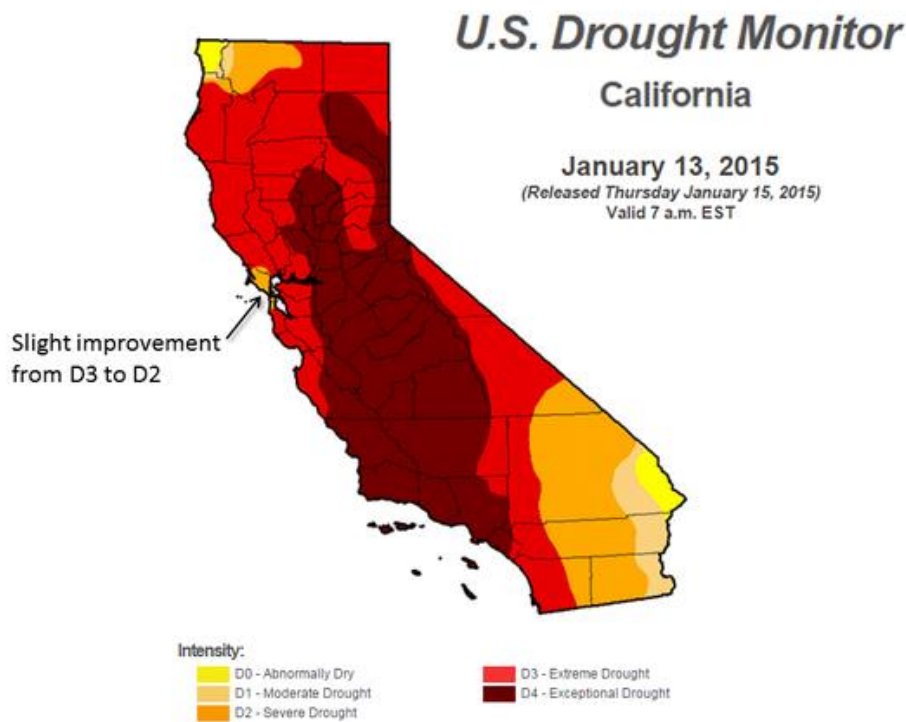 U.S. Drought Monitor
California
January 13, 2015
(Released Thursday January 15, 2015)
Valid 7 a.m. EST
Slight improvement
from D3 to D2
Intensity:
D0 - Abnormally Dry
D1 - Moderate Drought
D2 - Severe Drought
D3 - Extreme Drought
D4 - Exceptional Drought